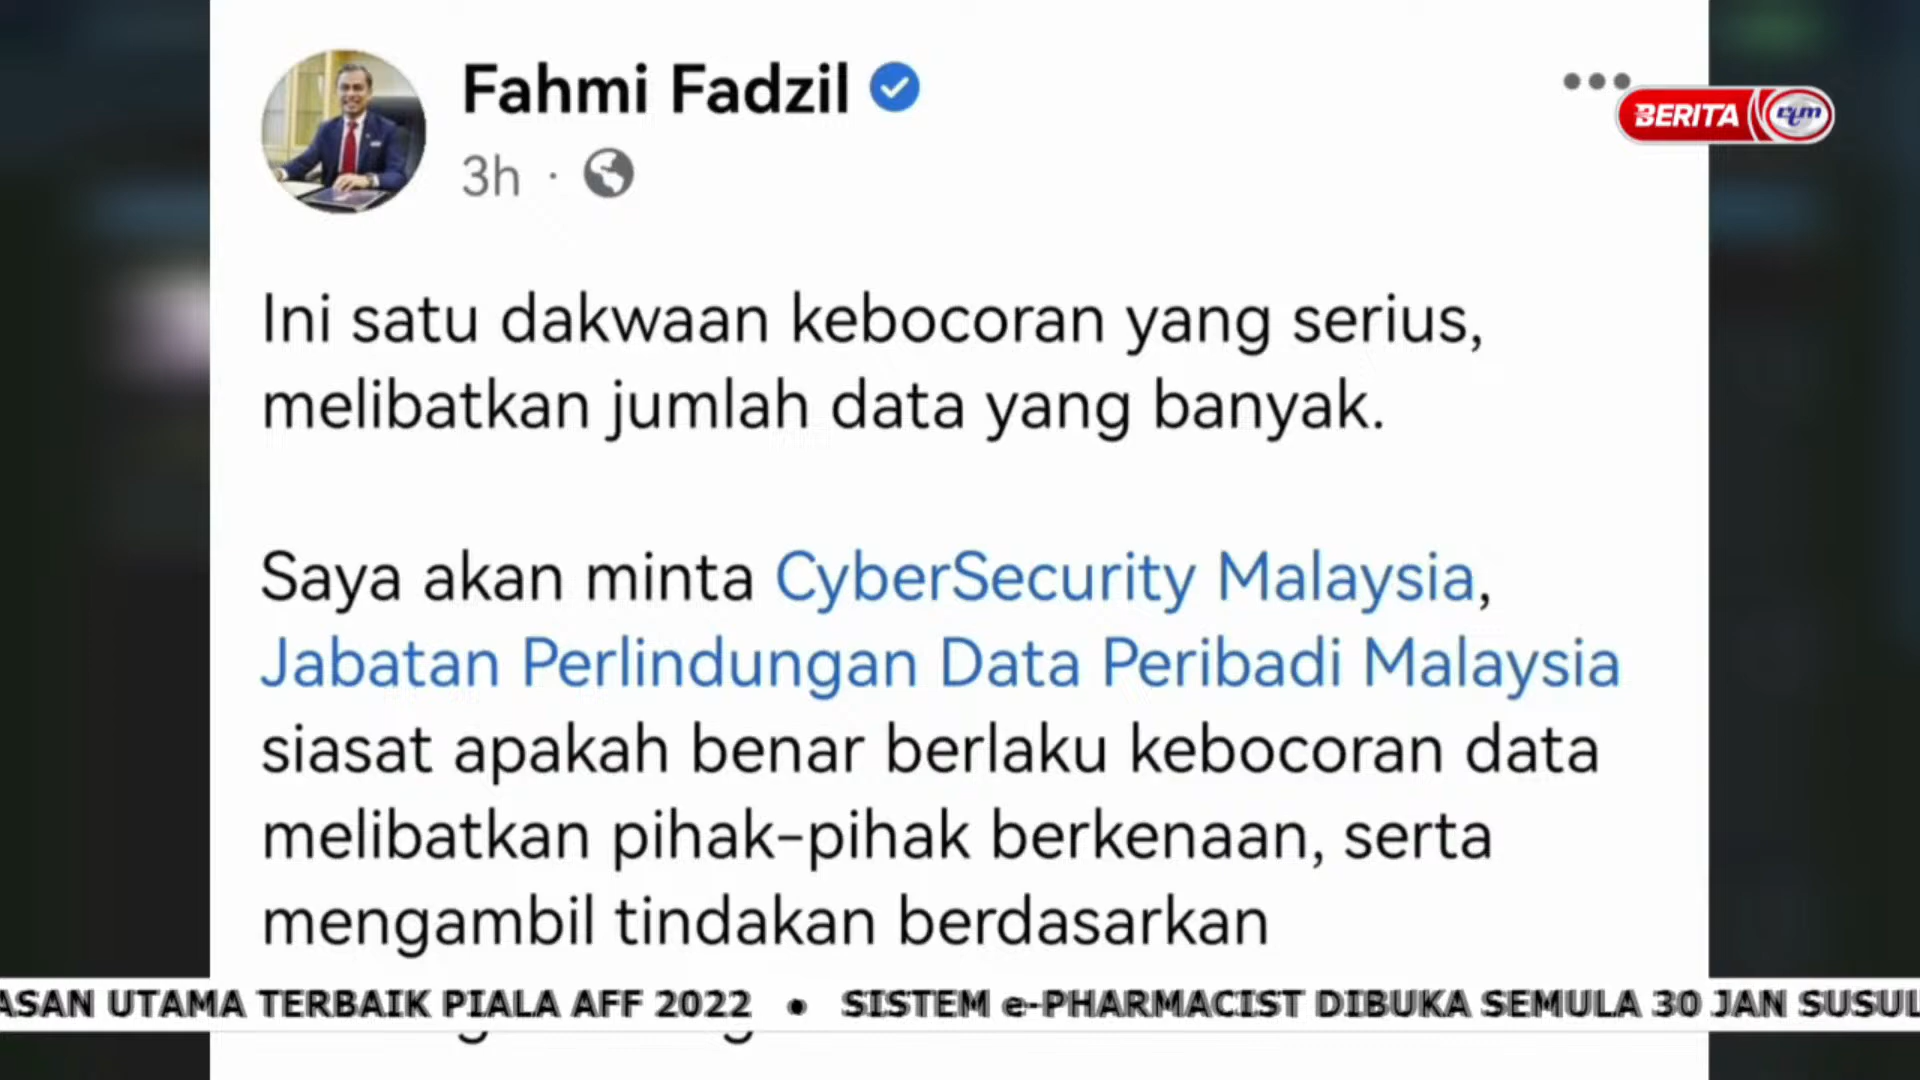 Fahmi Fadzil
3h
BERITA rtm
Ini satu dakwaan kebocoran yang serius,
melibatkan jumlah data yang banyak.
Saya akan minta CyberSecurity Malaysia,
Jabatan Perlindungan Data Peribadi Malaysia
siasat apakah benar berlaku kebocoran data
melibatkan pihak-pihak berkenaan, serta
mengambil tindakan berdasarkan
ASAN UTAMA TERBAIK PIALA AFF 2022 • SISTEM e-PHARMACIST DIBUKA SEMULA 30 JAN SUSUL